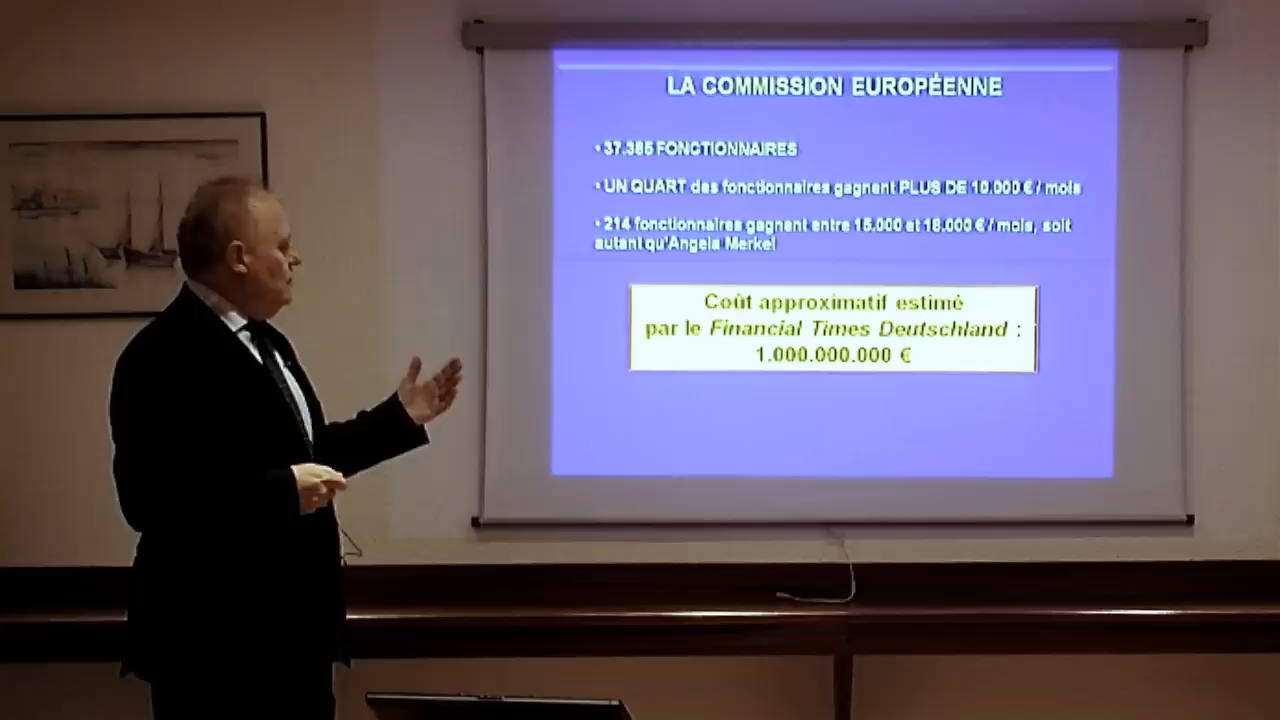 LA COMMISSION EUROPÉENNE
• 37.385 FONCTIONNAIRES
• UN QUART des fonctionnaires gagnent PLUS DE 10.000 € / mois
• 214 fonctionnaires gagnent entre 15.000 et 18.000 € / mois, soit
autant qu'Angela Merkel
Coût approximatif estimé
par le Financial Times Deutschland :
1.000.000.000 €